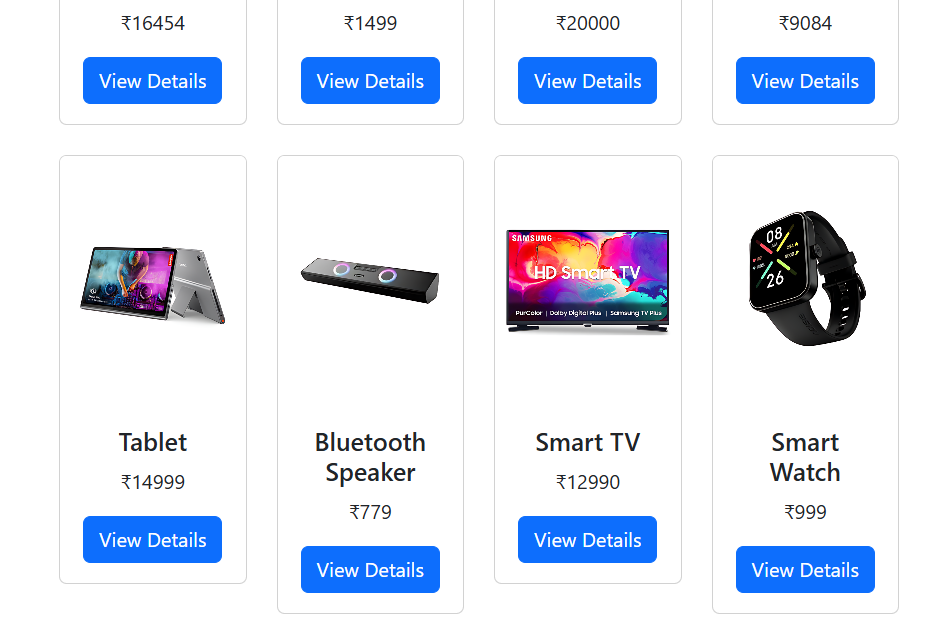 ₹16454
₹1499
₹20000
₹9084
View Details
View Details
View Details
View Details
SAMSUNG
HD Smart TV
PurColor | Dolby Digital Plus | Samsung TV Plus
08
26
Tablet
₹14999
View Details
Bluetooth
Speaker
₹779
View Details
Smart TV
₹12990
View Details
Smart
Watch
₹999
View Details